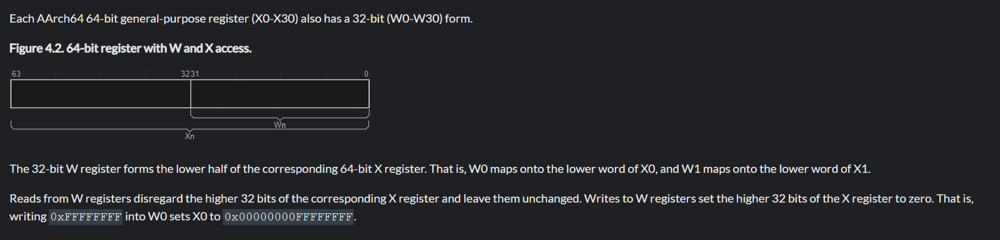 Each AArch64 64-bit general-purpose register (X0-X30) also has a 32-bit (W0-W30) form.
Figure 4.2. 64-bit register with W and X access.
63 3231 0
Wn
Xn
The 32-bit W register forms the lower half of the corresponding 64-bit X register. That is, W0 maps onto the lower word of X0, and W1 maps onto the lower word of X1.
Reads from W registers disregard the higher 32 bits of the corresponding X register and leave them unchanged. Writes to W registers set the higher 32 bits of the X register to zero. That is,
writing 0xFFFFFFFF into W0 sets X0 to 0x00000000FFFFFFFF.